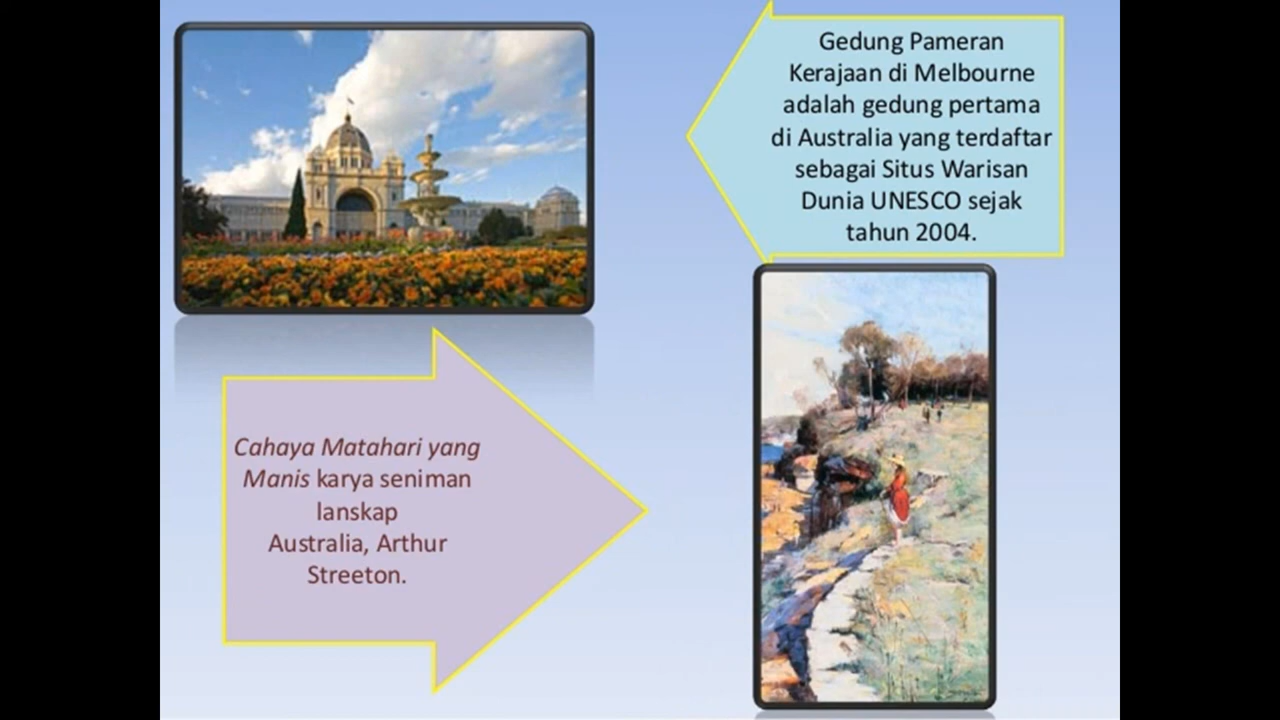 Gedung Pameran
Kerajaan di Melbourne
adalah gedung pertama
di Australia yang terdaftar
sebagai Situs Warisan
Dunia UNESCO sejak
tahun 2004.
Cahaya Matahari yang
Manis karya seniman
lanskap
Australia, Arthur
Streeton.